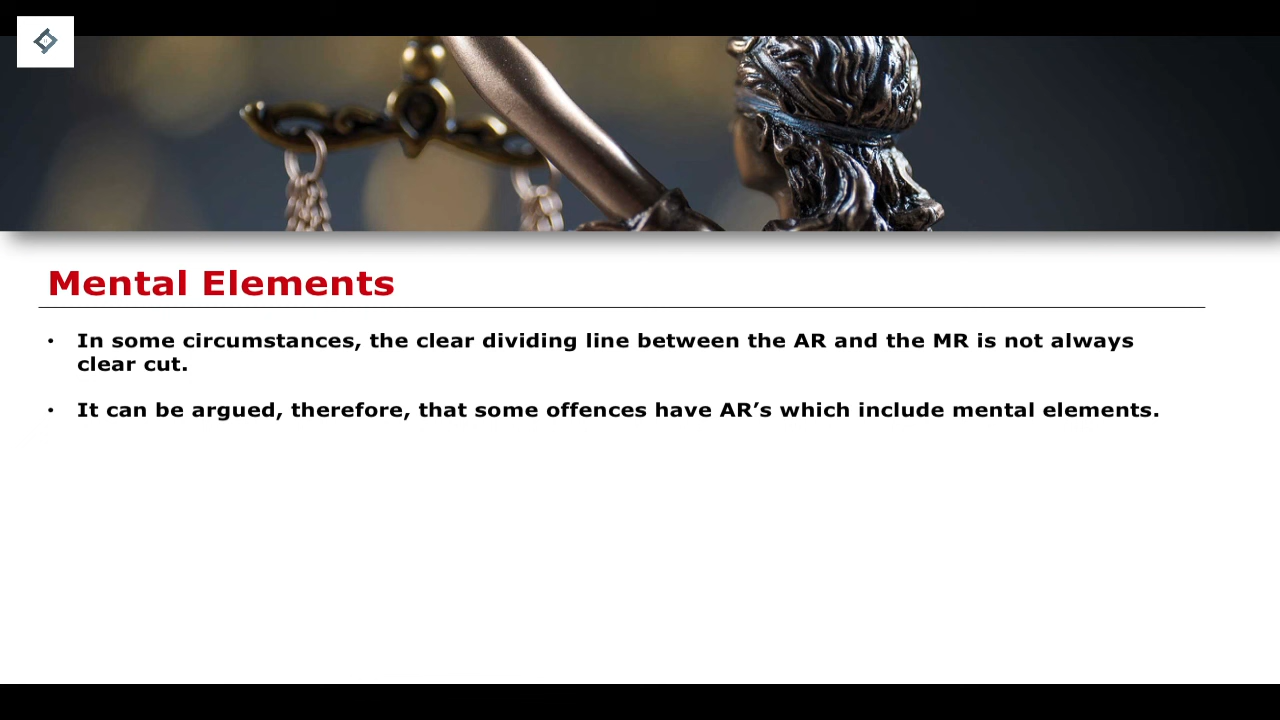 Mental Elements
• In some circumstances, the clear dividing line between the AR and the MR is not always
clear cut.
• It can be argued, therefore, that some offences have AR’s which include mental elements.